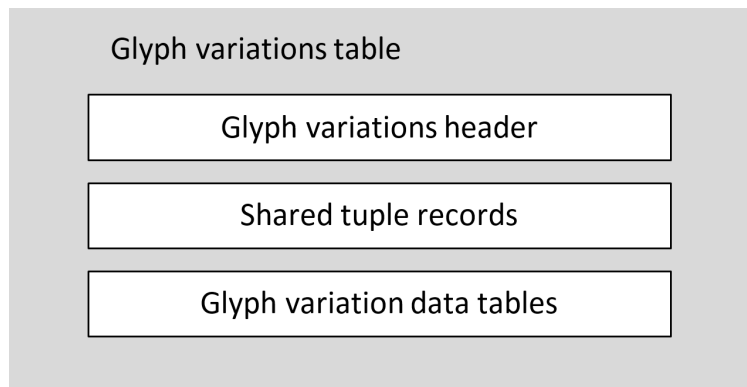 Glyph variations table
Glyph variations header
Shared tuple records
Glyph variation data tables